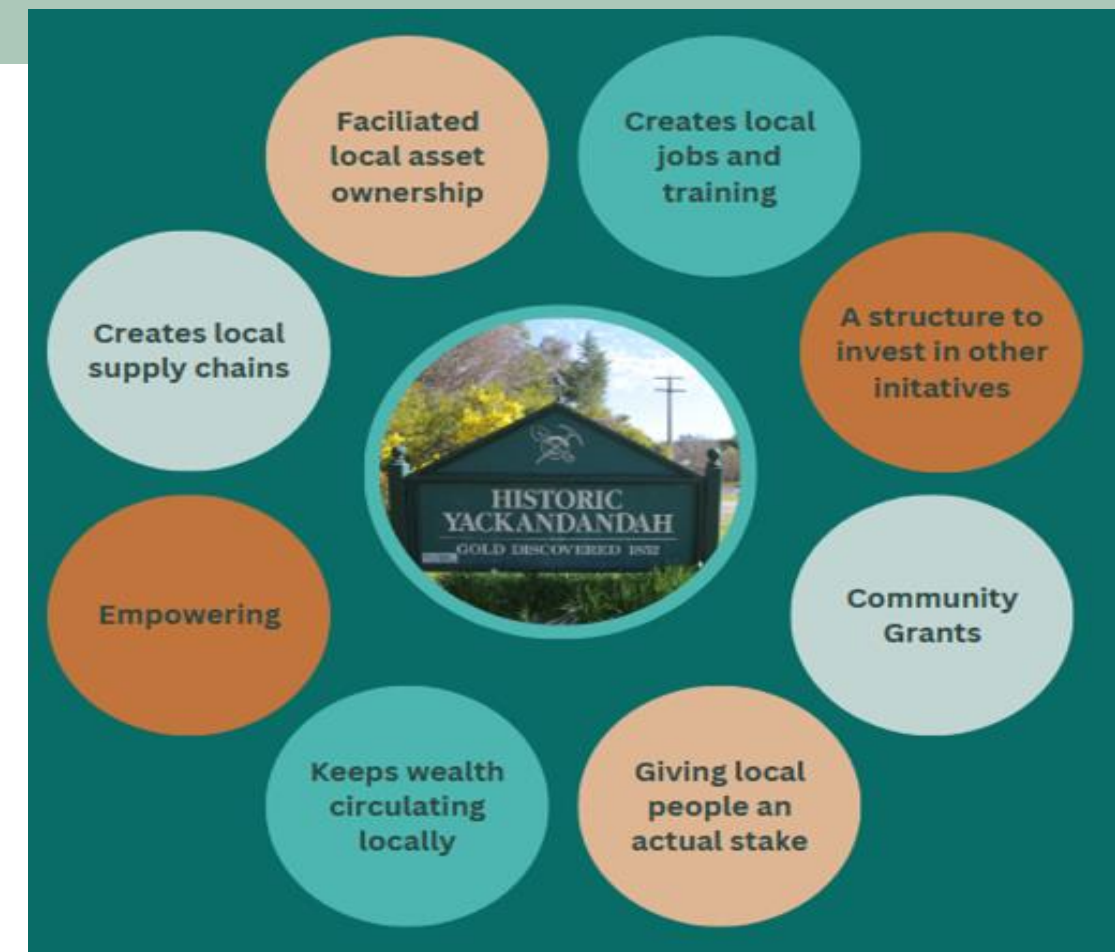 Faciliated
local asset
ownership
Creates local
jobs and
training
Creates local
supply chains
A structure to
invest in other
initatives
HISTORIC
YACKANDANDAH
GOLD DISCOVERED 1852
Empowering
Community
Grants
Keeps wealth
circulating
locally
Giving local
people an
actual stake